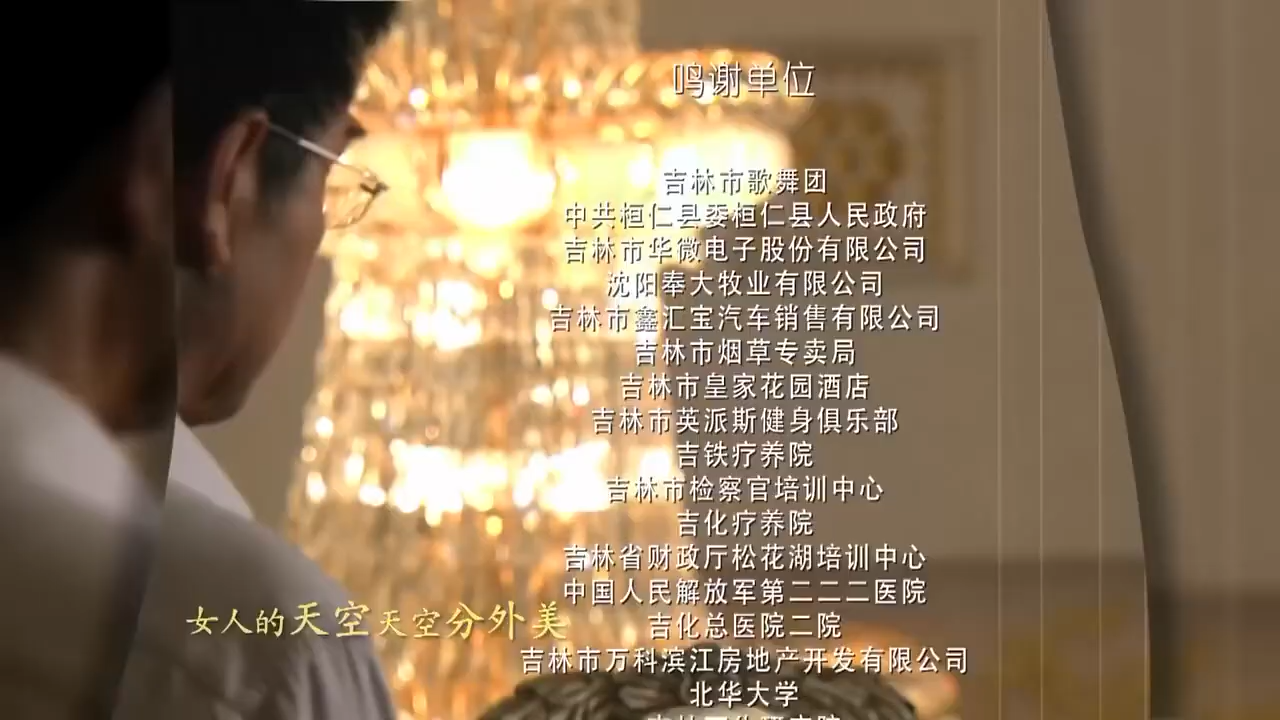 鸣谢单位
吉林市歌舞团
中共桓仁县委桓仁县人民政府
吉林市华微电子股份有限公司
沈阳奉大牧业有限公司
吉林市鑫汇宝汽车销售有限公司
吉林市烟草专卖局
吉林市皇家花园酒店
吉林市英派斯健身俱乐部
吉铁疗养院
吉林市检察官培训中心
吉化疗养院
吉林省财政厅松花湖培训中心
中国人民解放军第二二二医院
吉化总医院二院
吉林市万科滨江房地产开发有限公司
北华大学
女人的天空天空分外美